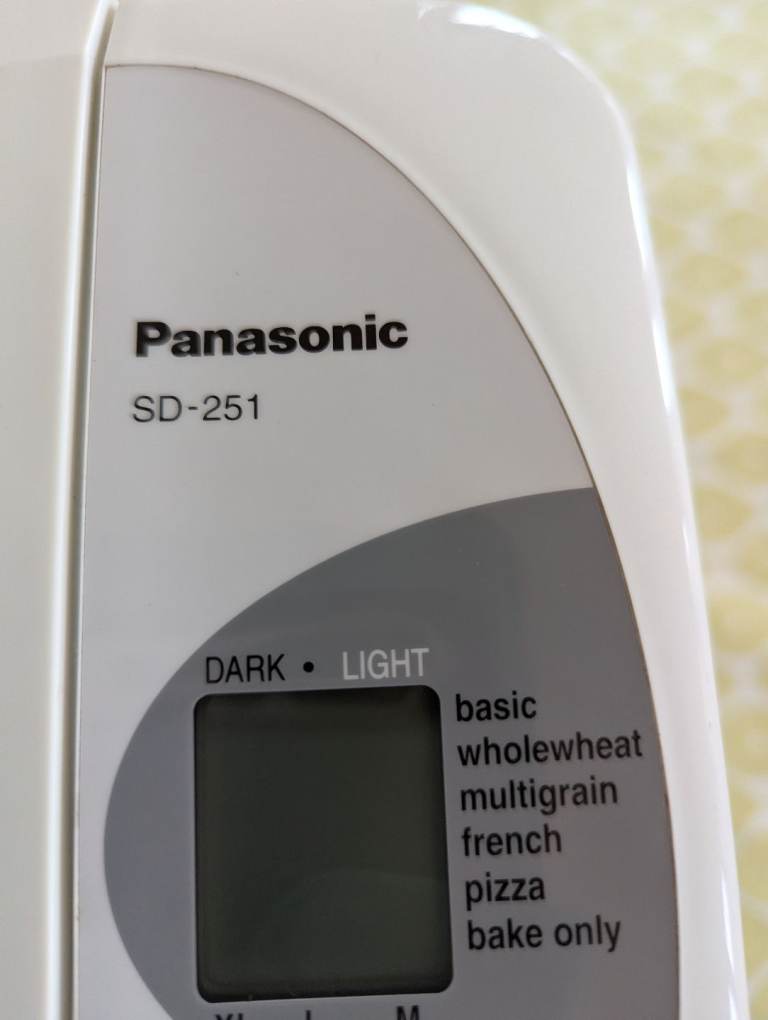 Panasonic
SD-251
DARK • LIGHT
basic
wholewheat
multigrain
french
pizza
bake only